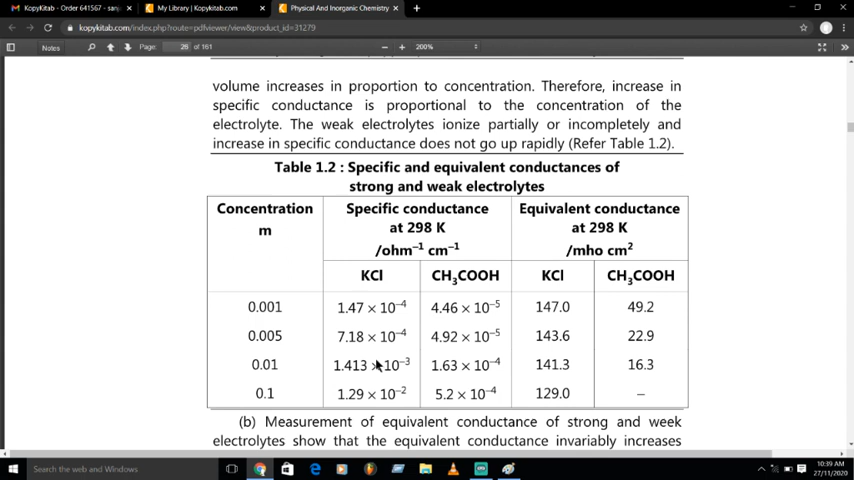 KopyKitab - Order 641567 - sanj
My Library | Kopykitab.com
Physical And Inorganic Chemistry
kopykitab.com/index.php?route=pdfviewer/view&product_id=31279
Notes
Page: 26 of 161
200%
volume increases in proportion to concentration. Therefore, increase in
specific conductance is proportional to the concentration of the
electrolyte. The weak electrolytes ionize partially or incompletely and
increase in specific conductance does not go up rapidly (Refer Table 1.2).
Table 1.2 : Specific and equivalent conductances of
strong and weak electrolytes
Concentration Specific conductance Equivalent conductance
m at 298 K at 298 K
/ohm⁻¹ cm⁻¹ /mho cm²
KCl CH₃COOH KCl CH₃COOH
0.001 1.47 × 10⁻⁴ 4.46 × 10⁻⁵ 147.0 49.2
0.005 7.18 × 10⁻⁴ 4.92 × 10⁻⁵ 143.6 22.9
0.01 1.413 × 10⁻³ 1.63 × 10⁻⁴ 141.3 16.3
0.1 1.29 × 10⁻² 5.2 × 10⁻⁴ 129.0 –
(b) Measurement of equivalent conductance of strong and week
electrolytes show that the equivalent conductance invariably increases
Search the web and Windows
10:39 AM
27/11/2020